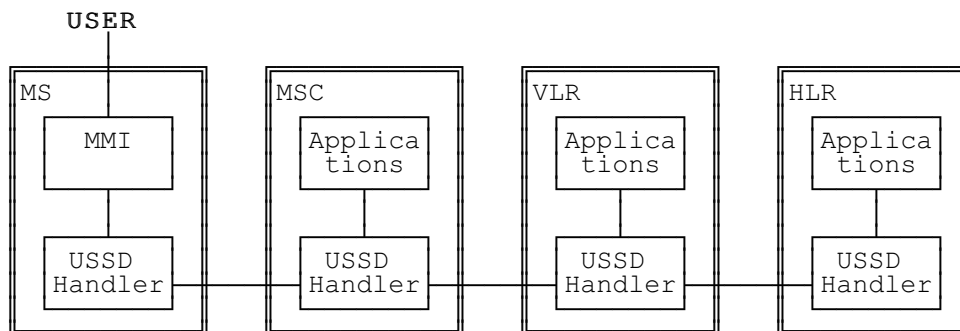 USER
MS
MSC
VLR
HLR
MMI
Applica
tions
Applica
tions
Applica
tions
USSD
Handler
USSD
Handler
USSD
Handler
USSD
Handler